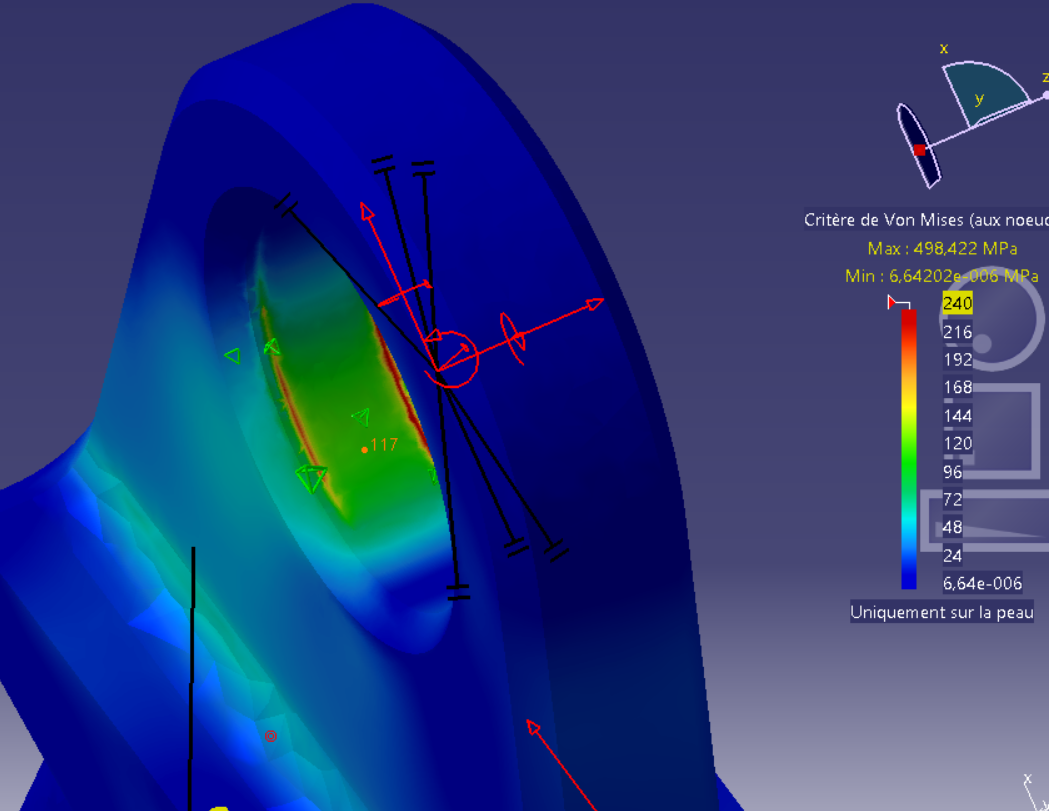 x
z
y
Critère de Von Mises (aux noeud
Max : 498,422 MPa
Min : 6,64202e-006 MPa
240
216
192
168
144
120
117
96
72
48
24
6,64e-006
Uniquement sur la peau
x